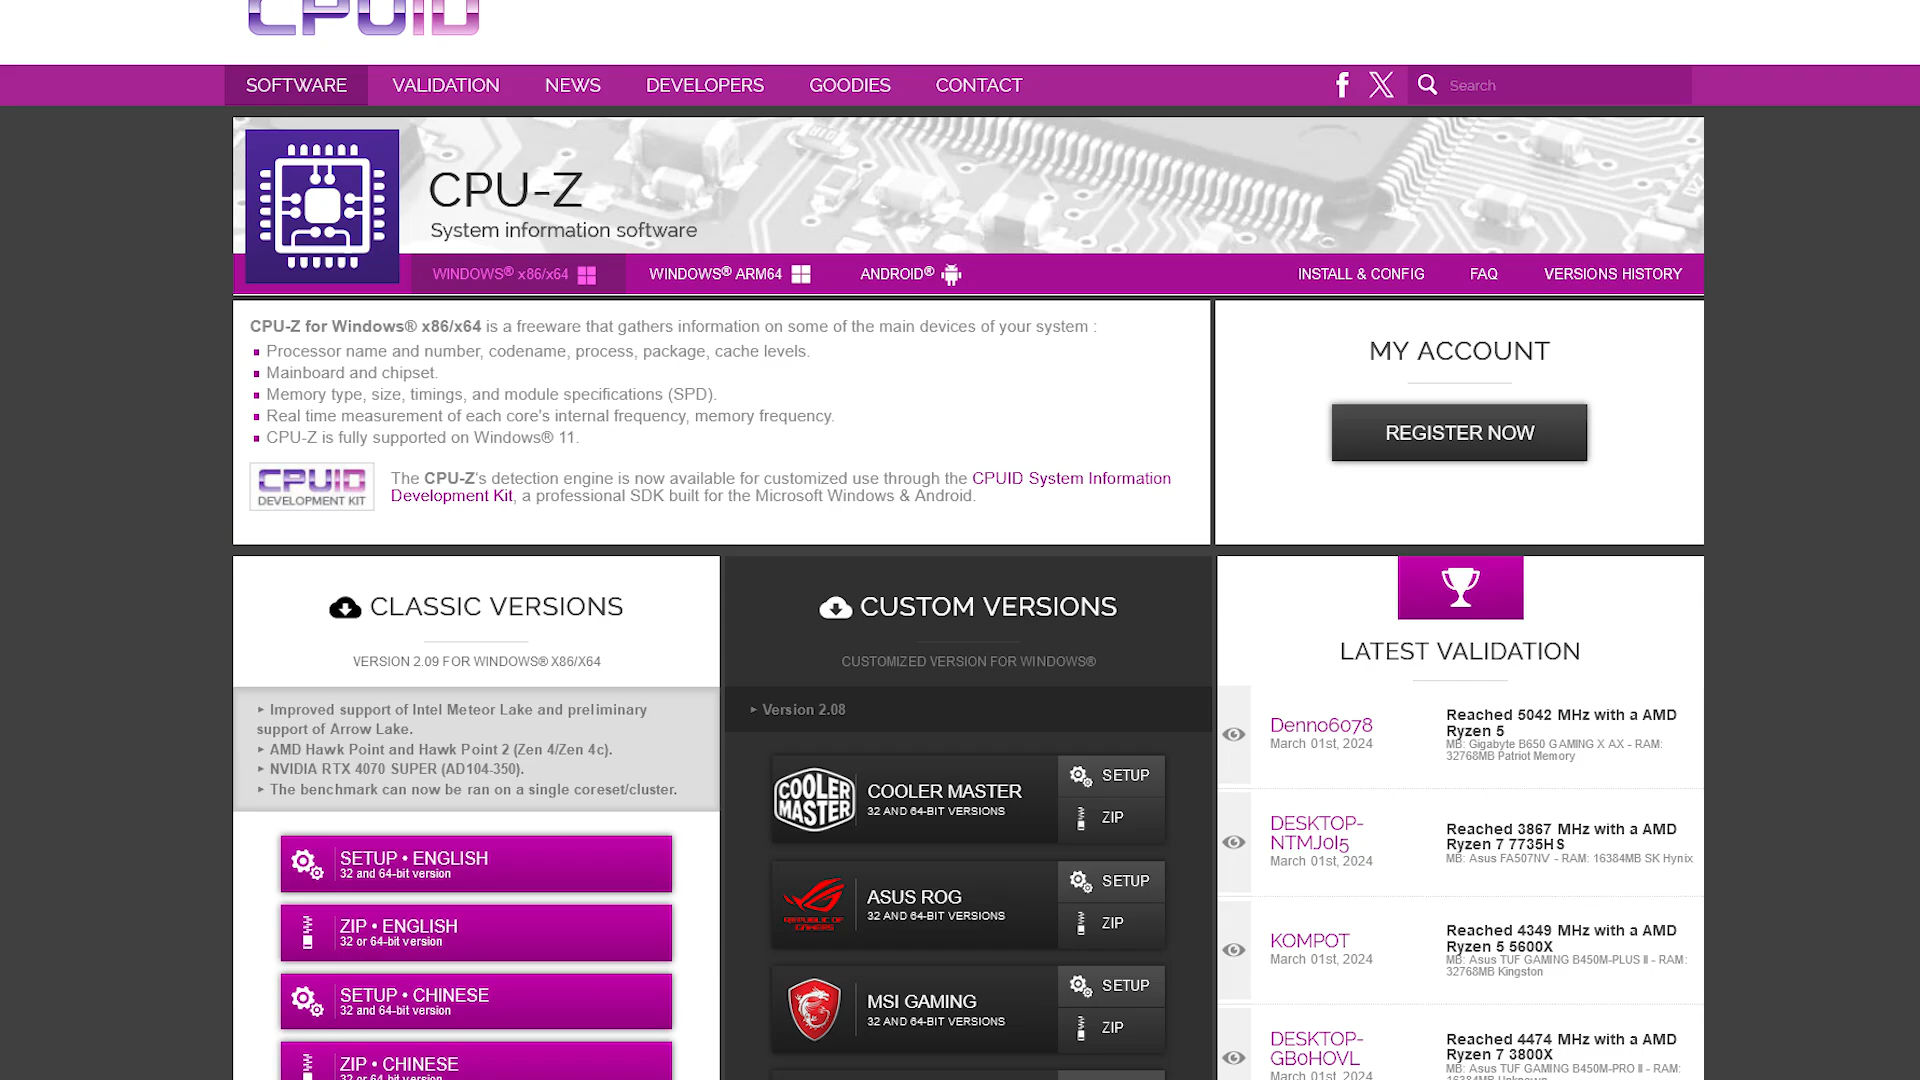 CPUID
SOFTWARE VALIDATION NEWS DEVELOPERS GOODIES CONTACT Search
CPU-Z
System information software
WINDOWS® x86/x64 WINDOWS® ARM64 ANDROID® INSTALL & CONFIG FAQ VERSIONS HISTORY
CPU-Z for Windows® x86/x64 is a freeware that gathers information on some of the main devices of your system :
Processor name and number, codename, process, package, cache levels.
Mainboard and chipset.
Memory type, size, timings, and module specifications (SPD).
Real time measurement of each core's internal frequency, memory frequency.
CPU-Z is fully supported on Windows® 11.
CPUID
DEVELOPMENT KIT
The CPU-Z's detection engine is now available for customized use through the CPUID System Information
Development Kit, a professional SDK built for the Microsoft Windows & Android.
MY ACCOUNT
REGISTER NOW
CLASSIC VERSIONS
VERSION 2.09 FOR WINDOWS® X86/X64
Improved support of Intel Meteor Lake and preliminary
support of Arrow Lake.
AMD Hawk Point and Hawk Point 2 (Zen 4/Zen 4c).
NVIDIA RTX 4070 SUPER (AD104-350).
The benchmark can now be ran on a single coreset/cluster.
SETUP • ENGLISH
32 and 64-bit version
ZIP • ENGLISH
32 or 64-bit version
SETUP • CHINESE
32 and 64-bit version
ZIP • CHINESE
32 or 64-bit version
CUSTOM VERSIONS
CUSTOMIZED VERSION FOR WINDOWS®
Version 2.08
COOLER
MASTER
COOLER MASTER
32 AND 64-BIT VERSIONS
SETUP
ZIP
REPUBLIC OF
GAMERS
ASUS ROG
32 AND 64-BIT VERSIONS
SETUP
ZIP
MSI GAMING
32 AND 64-BIT VERSIONS
SETUP
ZIP
LATEST VALIDATION
Denno6078
March 01st, 2024
Reached 5042 MHz with a AMD
Ryzen 5
MB: Gigabyte B650 GAMING X AX - RAM:
32768MB Patriot Memory
DESKTOP-
NTMJ0I5
March 01st, 2024
Reached 3867 MHz with a AMD
Ryzen 7 7735HS
MB: Asus FA507NV - RAM: 16384MB SK Hynix
KOMPOT
March 01st, 2024
Reached 4349 MHz with a AMD
Ryzen 5 5600X
MB: Asus TUF GAMING B450M-PLUS II - RAM:
32768MB Kingston
DESKTOP-
GB0HOVL
March 01st, 2024
Reached 4474 MHz with a AMD
Ryzen 7 3800X
MB: Asus TUF GAMING B450M-PRO II - RAM:
16384MB Unknown